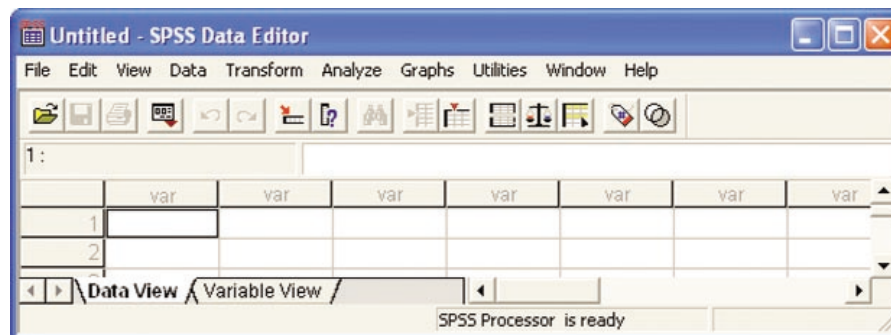 SPSS
Untitled - SPSS Data Editor
File Edit View Data Transform Analyze Graphs Utilities Window Help
1 :
var var var var var var var
1
2
Data View Variable View
SPSS Processor is ready